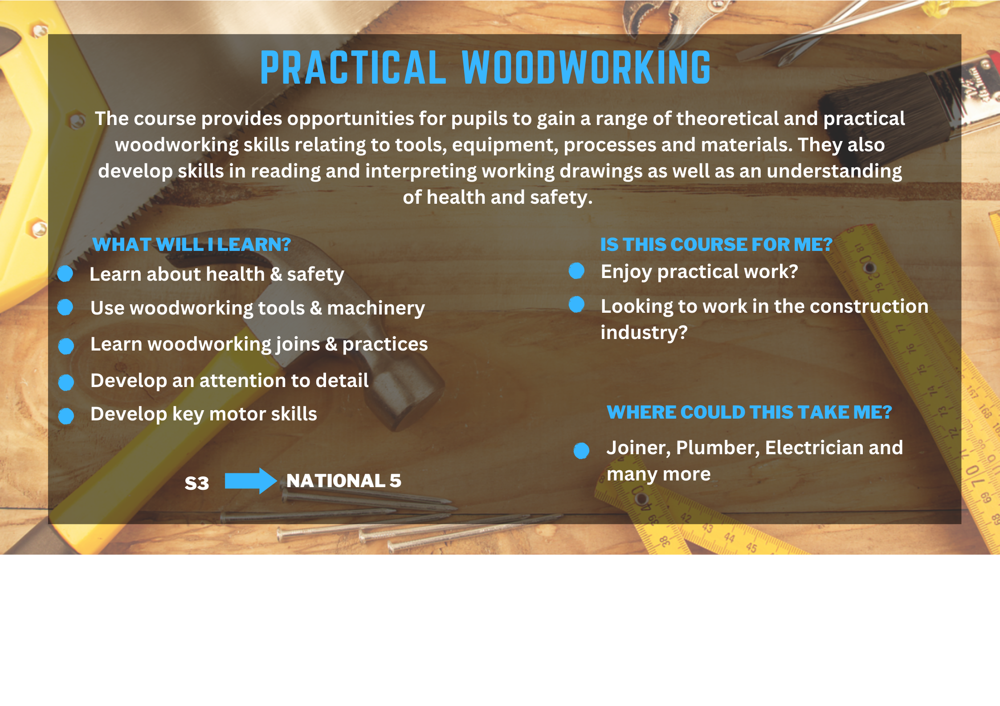 PRACTICAL WOODWORKING
The course provides opportunities for pupils to gain a range of theoretical and practical
woodworking skills relating to tools, equipment, processes and materials. They also
develop skills in reading and interpreting working drawings as well as an understanding
of health and safety.
WHAT WILL I LEARN?
Learn about health & safety
Use woodworking tools & machinery
Learn woodworking joins & practices
Develop an attention to detail
Develop key motor skills
S3
NATIONAL 5
IS THIS COURSE FOR ME?
Enjoy practical work?
Looking to work in the construction
industry?
WHERE COULD THIS TAKE ME?
Joiner, Plumber, Electrician and
many more